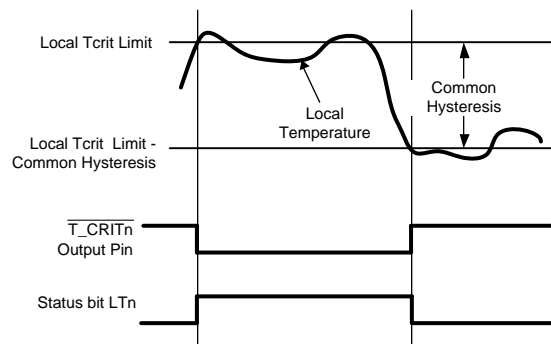 Local Tcrit Limit
Common
Hysteresis
Local
Temperature
Local Tcrit Limit -
Common Hysteresis
T_CRITn
Output Pin
Status bit LTn